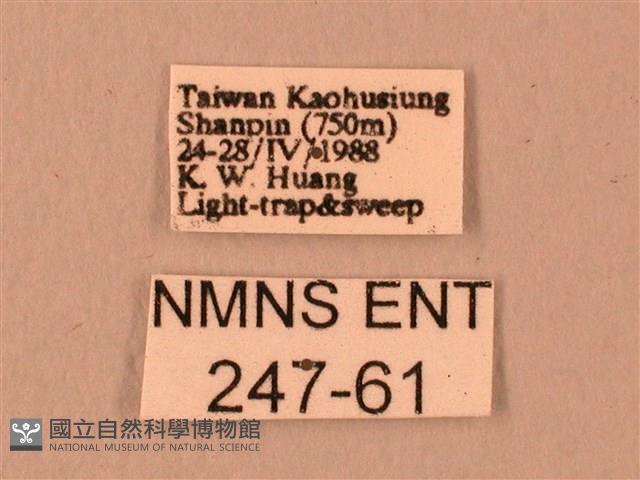 Taiwan Kaohusiung
Shanpin (750m)
24-28/IV/1988
K. W. Huang
Light-trap&sweep
NMNS ENT
247-61
國立自然科學博物館
NATIONAL MUSEUM OF NATURAL SCIENCE